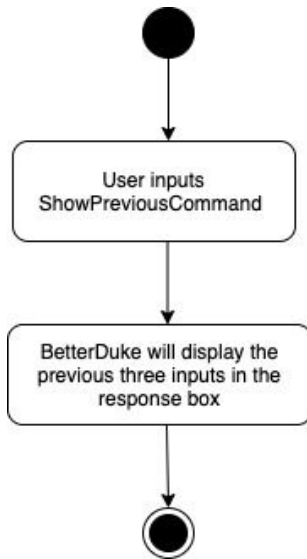 User inputs
ShowPreviousCommand
BetterDuke will display the
previous three inputs in the
response box